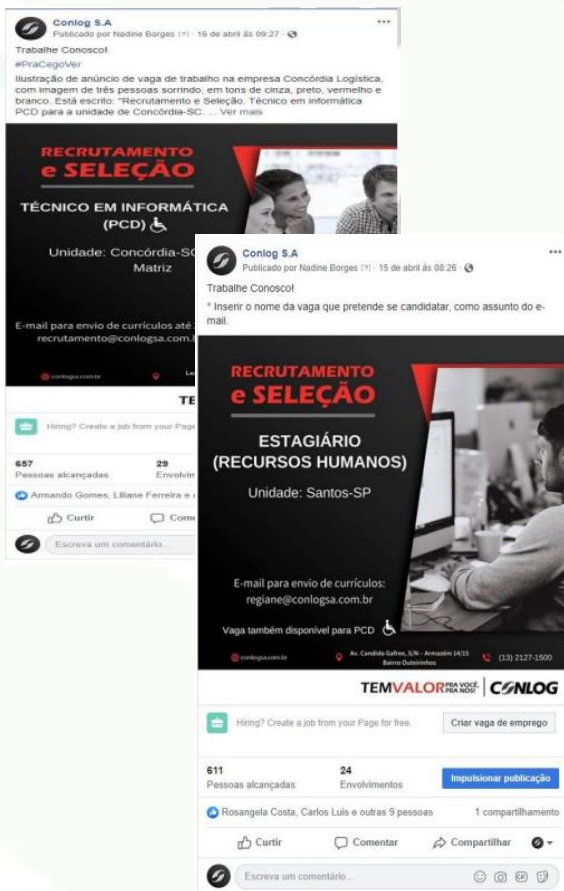 Conlog S.A
Publicado por Nadine Borges [?] · 16 de abril às 09:27 ·
Trabalhe Conosco!
#PraCegoVer
Ilustração de anúncio de vaga de trabalho na empresa Concórdia Logística,
com imagem de três pessoas sorrindo, em tons de cinza, preto, vermelho e
branco. Está escrito: "Recrutamento e Seleção. Técnico em informática
PCD para a unidade de Concórdia-SC. ... Ver mais
RECRUTAMENTO
e SELEÇÃO
TÉCNICO EM INFORMÁTICA
(PCD)
Unidade: Concórdia-SC
Matriz
E-mail para envio de currículos até
recrutamento@conlogsa.com.
conlogsa.com.br
TE
Hiring? Create a job from your Page
687
Pessoas alcançadas
29
Envolvim
Armando Gomes, Liliane Ferreira e
Curtir
Come
Escreva um comentário...
Conlog S.A
Publicado por Nadine Borges [?] · 15 de abril às 08:26 ·
Trabalhe Conosco!
* Inserir o nome da vaga que pretende se candidatar, como assunto do e-
mail.
RECRUTAMENTO
e SELEÇÃO
ESTAGIÁRIO
(RECURSOS HUMANOS)
Unidade: Santos-SP
E-mail para envio de currículos:
regiane@conlogsa.com.br
Vaga também disponível para PCD
conlogsa.com.br
Av. Candido Gafree, S/N – Armazém 14/15
Bairro Outeirinhos
(13) 2127-1500
TEMVALOR PRA VOCÊ. PRA NÓS! CONLOG
Hiring? Create a job from your Page for free.
Criar vaga de emprego
611
Pessoas alcançadas
24
Envolvimentos
Impulsionar publicação
Rosangela Costa, Carlos Luis e outras 9 pessoas
1 compartilhamento
Curtir
Comentar
Compartilhar
Escreva um comentário...
GIF